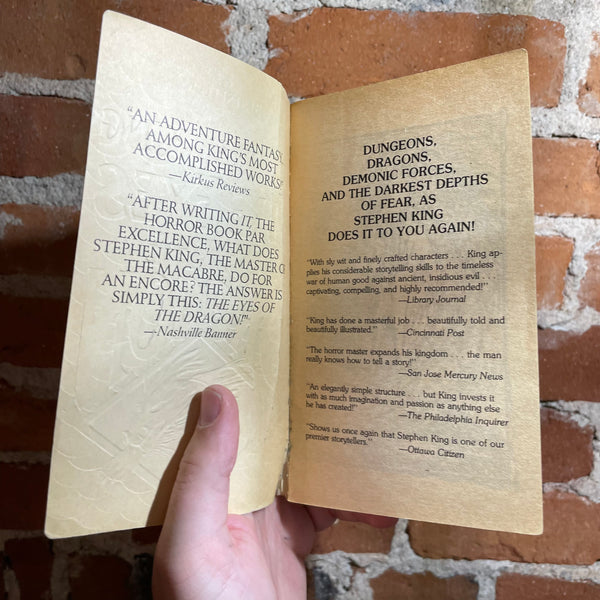 “AN ADVENTURE FANTASY,
AMONG KING'S MOST
ACCOMPLISHED WORKS”
—Kirkus Reviews
“AFTER WRITING IT, THE
HORROR BOOK PAR
EXCELLENCE, WHAT DOES
STEPHEN KING, THE MASTER OF
THE MACABRE, DO FOR
AN ENCORE? THE ANSWER IS
SIMPLY THIS: THE EYES OF
THE DRAGON!”
—Nashville Banner
DUNGEONS,
DRAGONS,
DEMONIC FORCES,
AND THE DARKEST DEPTHS
OF FEAR, AS
STEPHEN KING
DOES IT TO YOU AGAIN!
“With sly wit and finely crafted characters . . . King ap-
plies his considerable storytelling skills to the timeless
war of human good against ancient, insidious evil . . .
captivating, compelling, and highly recommended!”
—Library Journal
“King has done a masterful job . . . beautifully told and
beautifully illustrated.” —Cincinnati Post
“The horror master expands his kingdom . . . the man
really knows how to tell a story!”
—San Jose Mercury News
“An elegantly simple structure . . . but King invests it
with as much imagination and passion as anything else
he has created!” —The Philadelphia Inquirer
“Shows us once again that Stephen King is one of our
premier storytellers.” —Ottawa Citizen